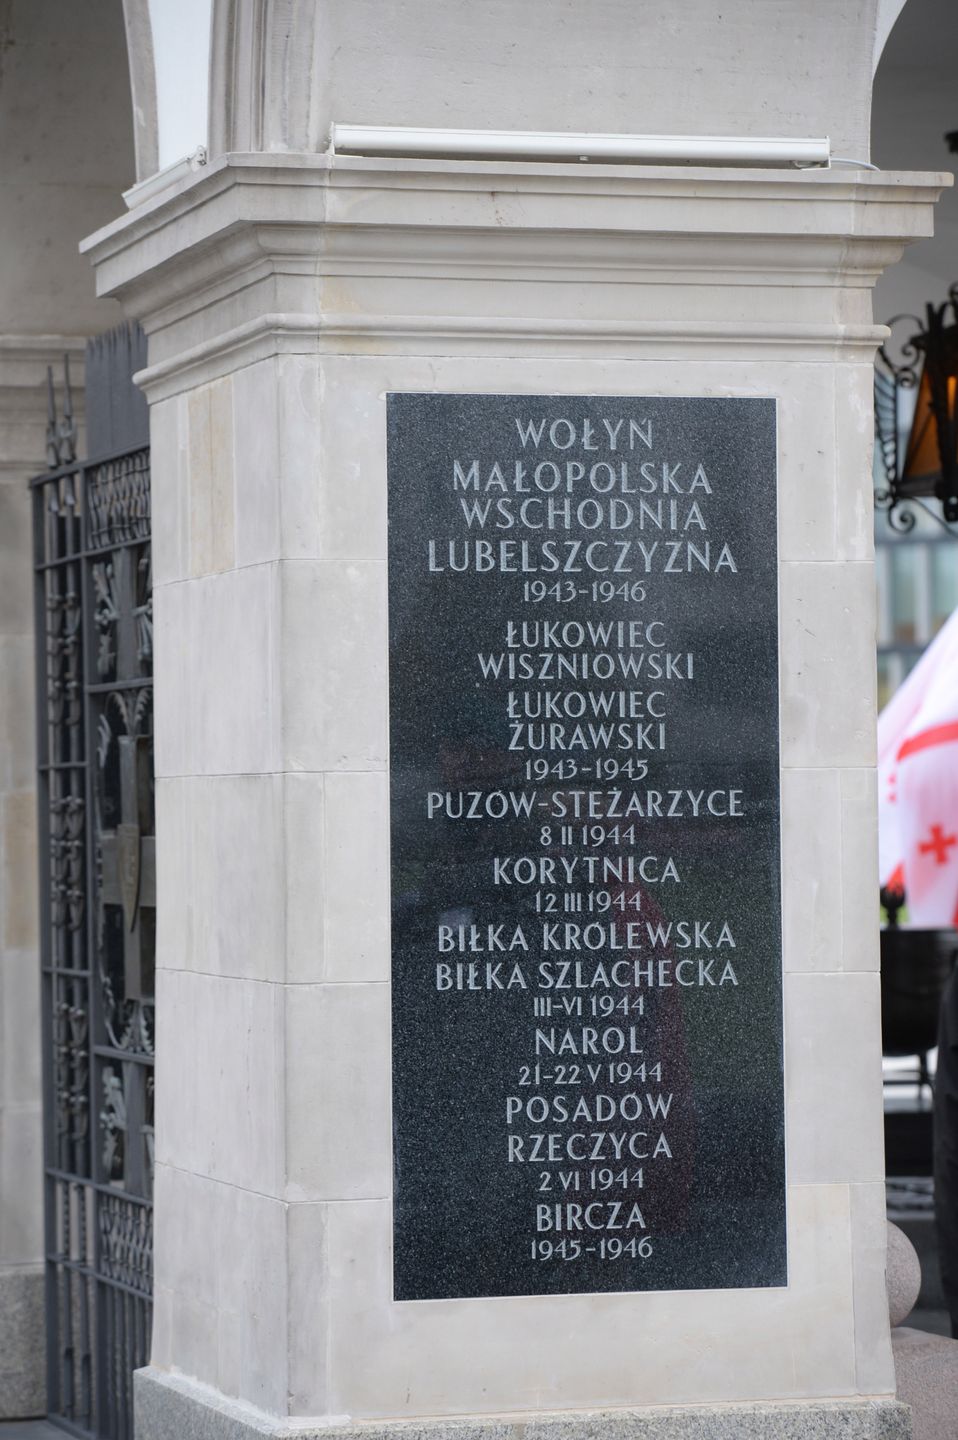 WOŁYŃ
MAŁOPOLSKA
WSCHODNIA
LUBELSZCZYZNA
1943-1946
ŁUKOWIEC
WISZNIOWSKI
ŁUKOWIEC
ŻURAWSKI
1943-1945
PUZÓW-STĘŻARZYCE
8 II 1944
KORYTNICA
12 III 1944
BIŁKA KRÓLEWSKA
BIŁKA SZLACHECKA
III-VI 1944
NAROL
21-22 V 1944
POSADÓW
RZECZYCA
2 VI 1944
BIRCZA
1945-1946